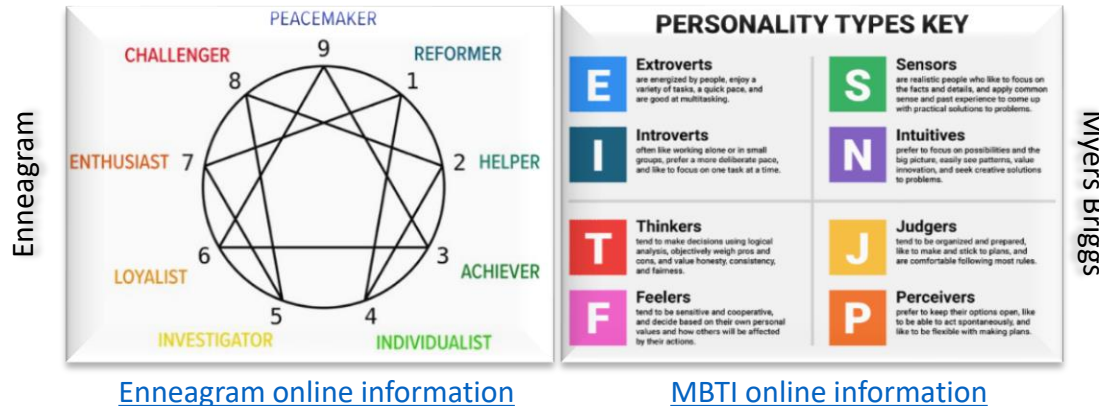 Enneagram
PEACEMAKER
9
CHALLENGER
REFORMER
8
1
ENTHUSIAST
7
2
HELPER
6
3
LOYALIST
ACHIEVER
5
4
INVESTIGATOR
INDIVIDUALIST
Enneagram online information
PERSONALITY TYPES KEY
E
Extroverts
are energized by people, enjoy a
variety of tasks, a quick pace, and
are good at multitasking.
I
Introverts
often like working alone or in small
groups, prefer a more deliberate pace,
and like to focus on one task at a time.
S
Sensors
are realistic people who like to focus on
the facts and details, and apply common
sense and past experience to come up
with practical solutions to problems.
N
Intuitives
prefer to focus on possibilities and the
big picture, easily see patterns, value
innovation, and seek creative solutions
to problems.
T
Thinkers
tend to make decisions using logical
analysis, objectively weigh pros and
cons, and value honesty, consistency,
and fairness.
F
Feelers
tend to be sensitive and cooperative,
and decide based on their own personal
values and how others will be affected
by their actions.
J
Judgers
tend to be organized and prepared,
like to make and stick to plans, and
are comfortable following most rules.
P
Perceivers
prefer to keep their options open, like
to be able to act spontaneously, and
like to be flexible with making plans.
Myers Briggs
MBTI online information